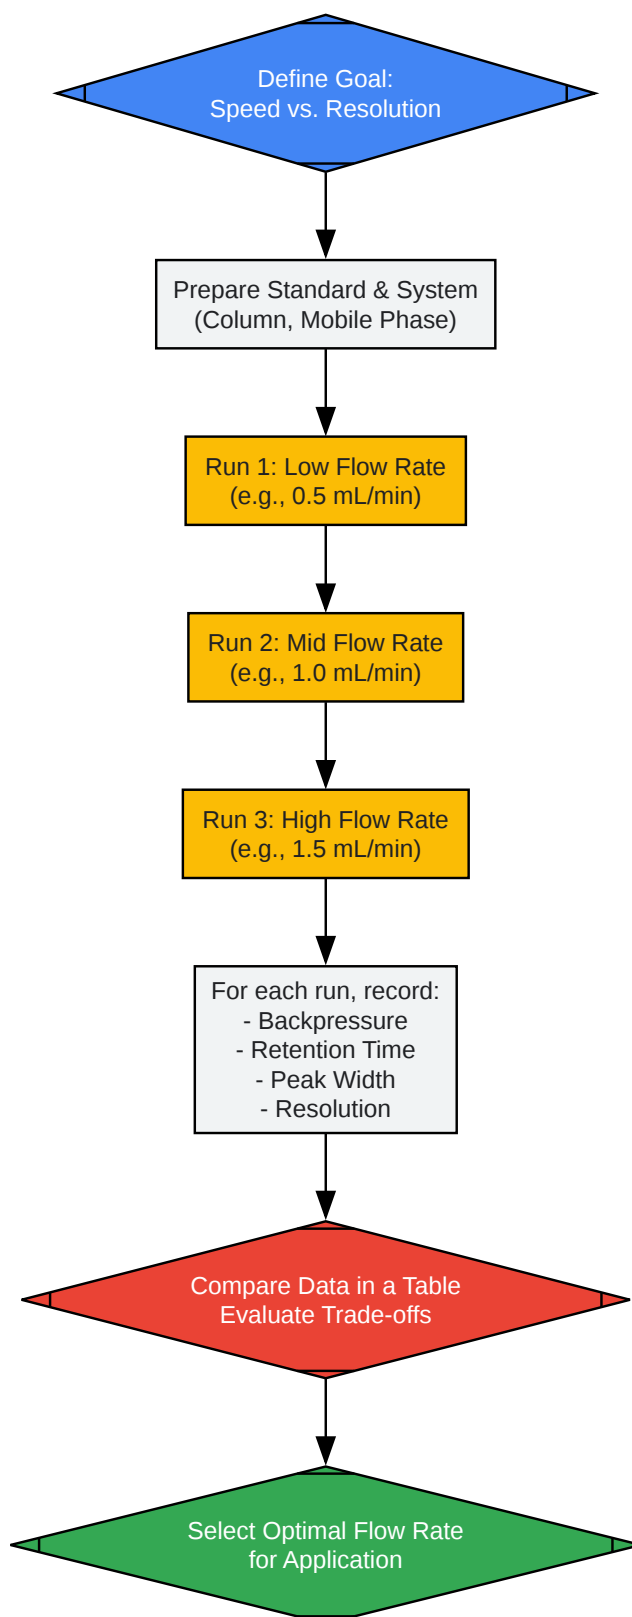 Define Goal:
Speed vs. Resolution
Prepare Standard & System
(Column, Mobile Phase)
Run 1: Low Flow Rate
(e.g., 0.5 mL/min)
Run 2: Mid Flow Rate
(e.g., 1.0 mL/min)
Run 3: High Flow Rate
(e.g., 1.5 mL/min)
For each run, record:
- Backpressure
- Retention Time
- Peak Width
- Resolution
Compare Data in a Table
Evaluate Trade-offs
Select Optimal Flow Rate
for Application